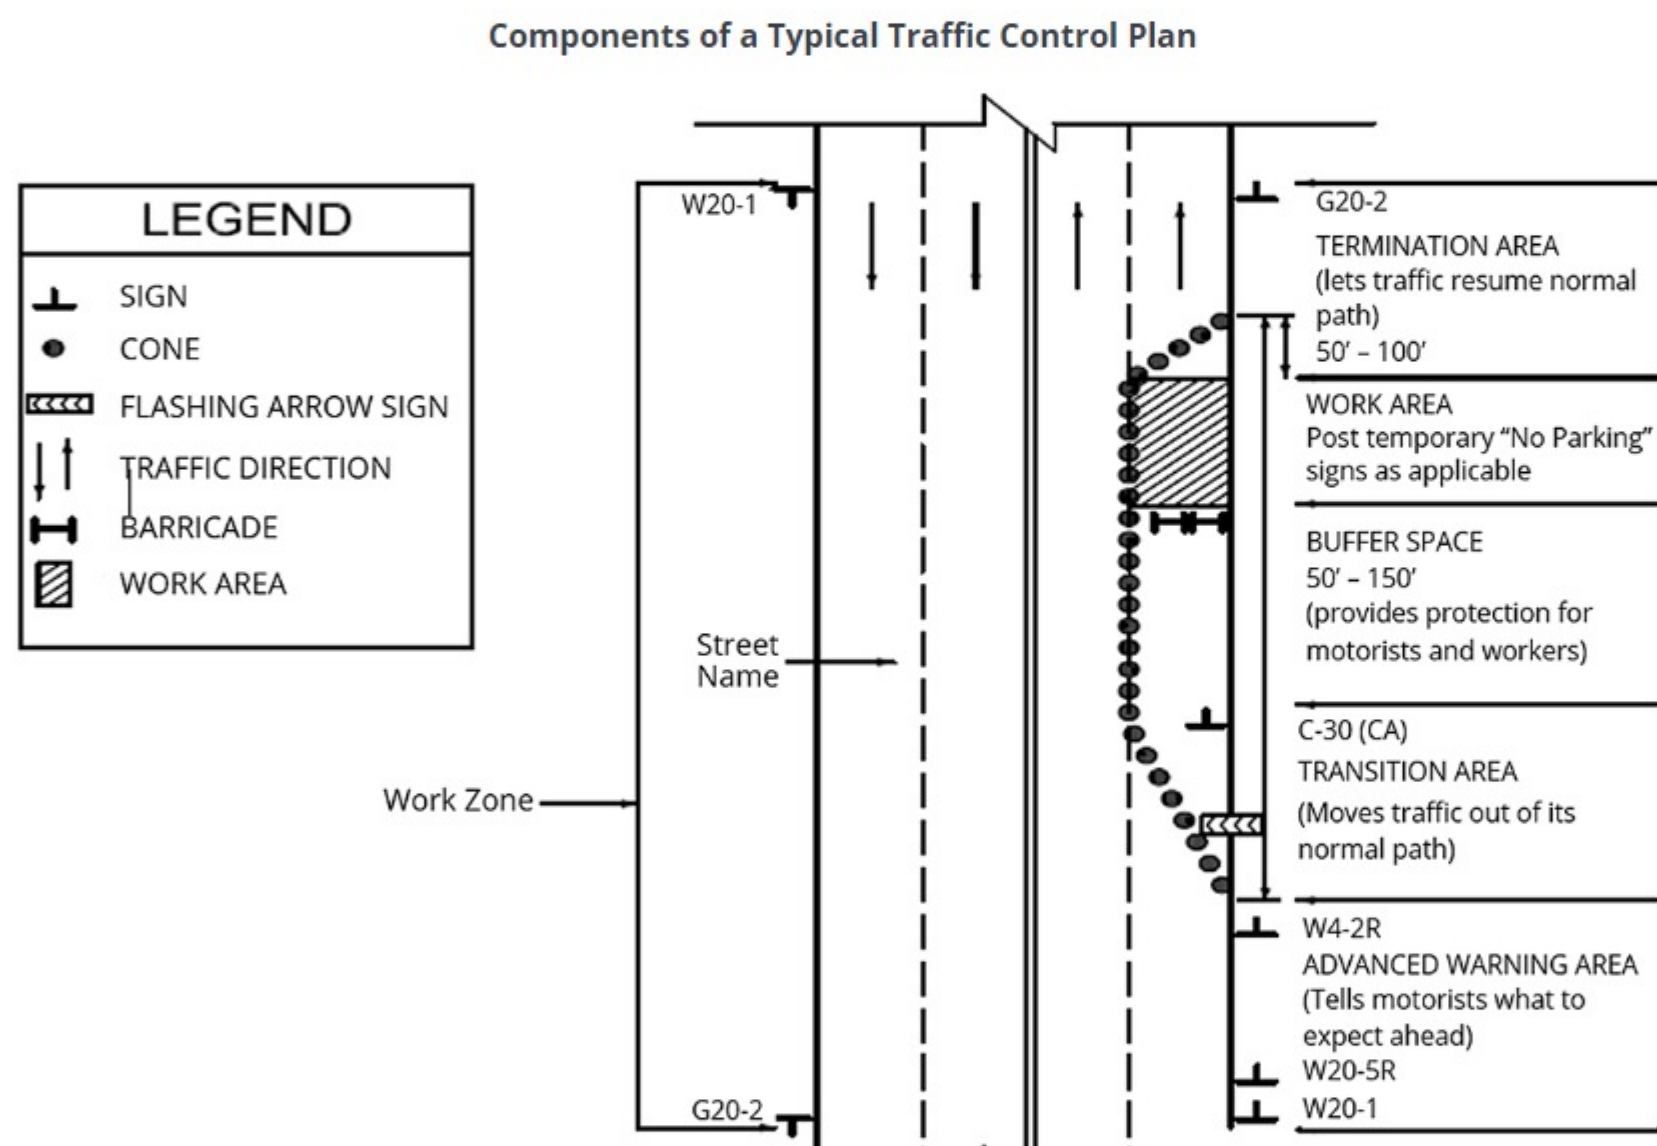 Components of a Typical Traffic Control Plan
LEGEND
SIGN
CONE
FLASHING ARROW SIGN
TRAFFIC DIRECTION
BARRICADE
WORK AREA
W20-1
Street
Name
Work Zone
G20-2
G20-2
TERMINATION AREA
(lets traffic resume normal
path)
50’ – 100’
WORK AREA
Post temporary “No Parking”
signs as applicable
BUFFER SPACE
50’ – 150’
(provides protection for
motorists and workers)
C-30 (CA)
TRANSITION AREA
(Moves traffic out of its
normal path)
W4-2R
ADVANCED WARNING AREA
(Tells motorists what to
expect ahead)
W20-5R
W20-1